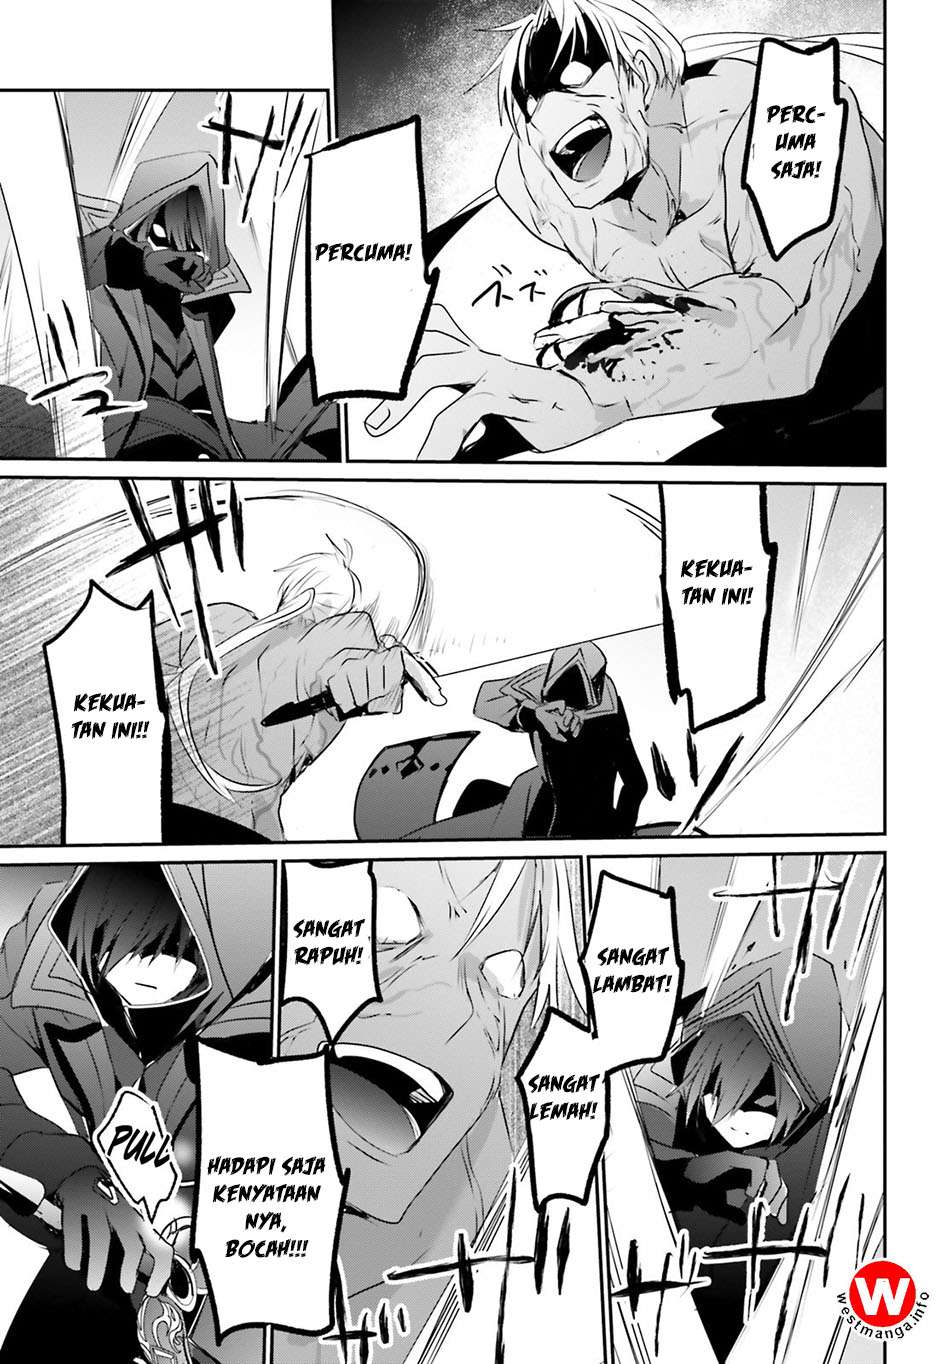 PERC-
UMA
SAJA!
ズズ
PERCUMA!
KEKUA-
TAN INI!
KEKUA-
TAN INI!!
SANGAT
LAMBAT!
SANGAT
LEMAH!
SANGAT
RAPUH!
HADAPI SAJA
KENYATAAN
NYA,
BOCAH!!!
PULL
W
westmanga.info